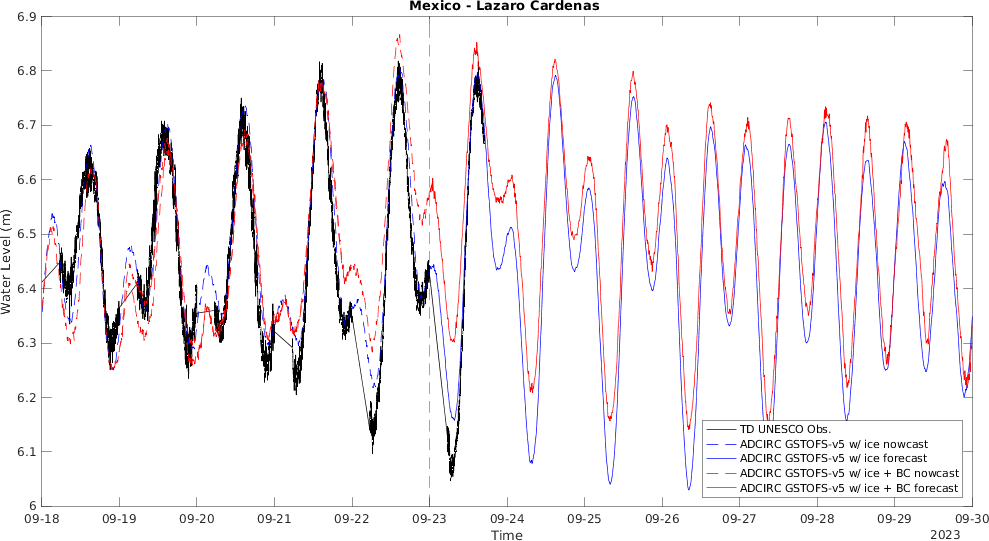 Mexico - Lazaro Cardenas
6.9
6.8
6.7
6.6
6.5
6.4
6.3
6.2
6.1
6
Water Level (m)
TD UNESCO Obs.
ADCIRC GSTOFS-v5 w/ ice nowcast
ADCIRC GSTOFS-v5 w/ ice forecast
ADCIRC GSTOFS-v5 w/ ice + BC nowcast
ADCIRC GSTOFS-v5 w/ ice + BC forecast
09-18 09-19 09-20 09-21 09-22 09-23 09-24 09-25 09-26 09-27 09-28 09-29 09-30
Time 2023